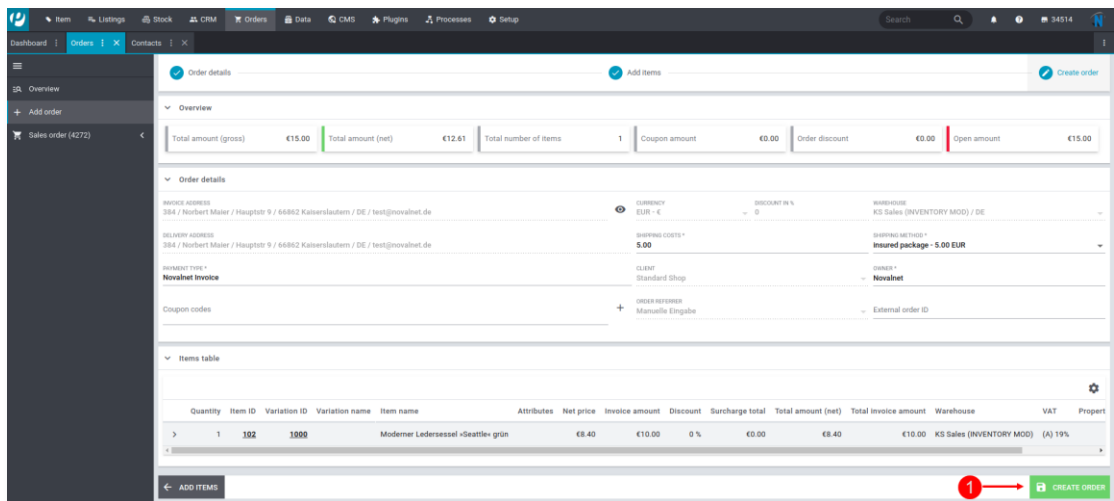 Item Listings Stock CRM Orders Data CMS Plugins Processes Setup Search 34514
Dashboard Orders Contacts
Order details Add items Create order
Overview
Add order
Sales order (4272)
Overview
Total amount (gross) €15.00 Total amount (net) €12.61 Total number of items 1 Coupon amount €0.00 Order discount €0.00 Open amount €15.00
Order details
INVOICE ADDRESS CURRENCY DISCOUNT IN % WAREHOUSE
384 / Norbert Maier / Hauptstr 9 / 66862 Kaiserslautern / DE / test@novalnet.de EUR - € 0 KS Sales (INVENTORY MOD) / DE
DELIVERY ADDRESS SHIPPING COSTS * SHIPPING METHOD *
384 / Norbert Maier / Hauptstr 9 / 66862 Kaiserslautern / DE / test@novalnet.de 5.00 insured package - 5.00 EUR
PAYMENT TYPE * CLIENT OWNER *
Novalnet Invoice Standard Shop Novalnet
Coupon codes ORDER REFERRER External order ID
Manuelle Eingabe
Items table
Quantity Item ID Variation ID Variation name Item name Attributes Net price Invoice amount Discount Surcharge total Total amount (net) Total invoice amount Warehouse VAT Propert
1 102 1000 Moderner Ledersessel »Seattle« grün €8.40 €10.00 0 % €0.00 €8.40 €10.00 KS Sales (INVENTORY MOD) (A) 19%
ADD ITEMS 1 CREATE ORDER